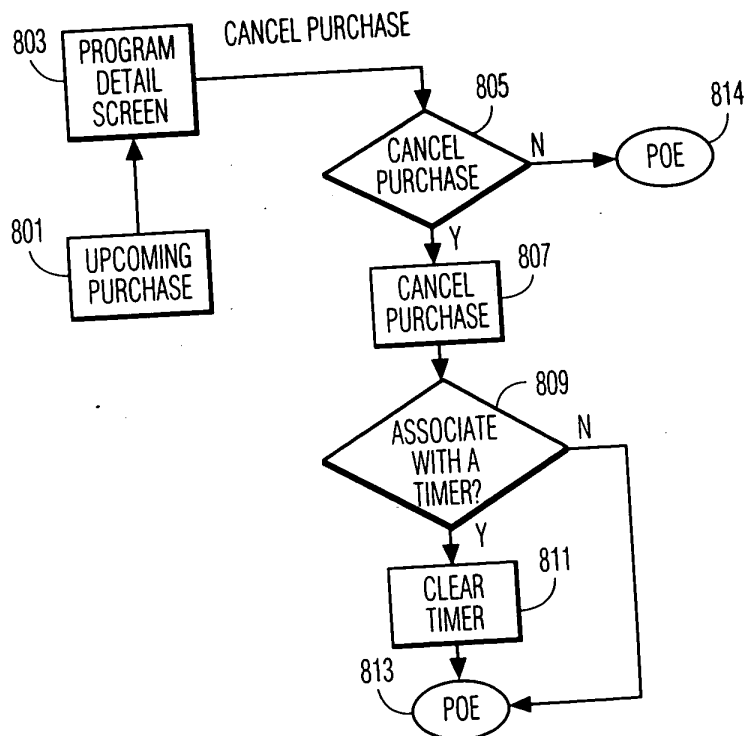 803
PROGRAM
DETAIL
SCREEN
CANCEL PURCHASE
805
CANCEL
PURCHASE
N
814
POE
801
UPCOMING
PURCHASE
Y
807
CANCEL
PURCHASE
809
ASSOCIATE
WITH A
TIMER?
N
Y
811
CLEAR
TIMER
813
POE